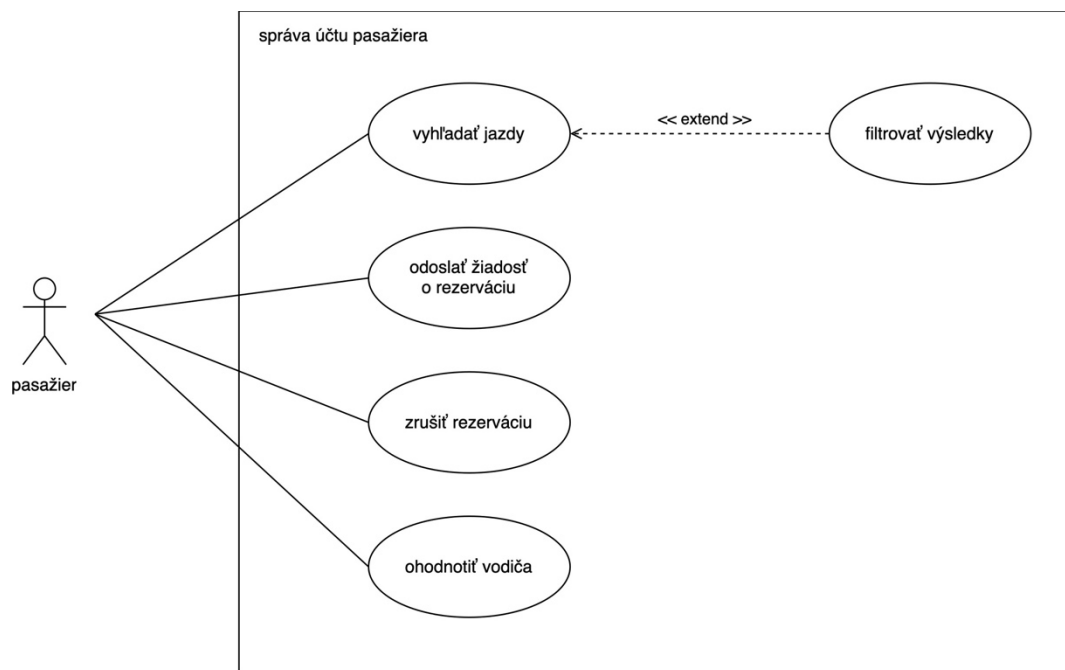 správa účtu pasažiera
vyhľadať jazdy
<< extend >>
filtrovať výsledky
odoslať žiadosť
o rezerváciu
pasažier
zrušiť rezerváciu
ohodnotiť vodiča